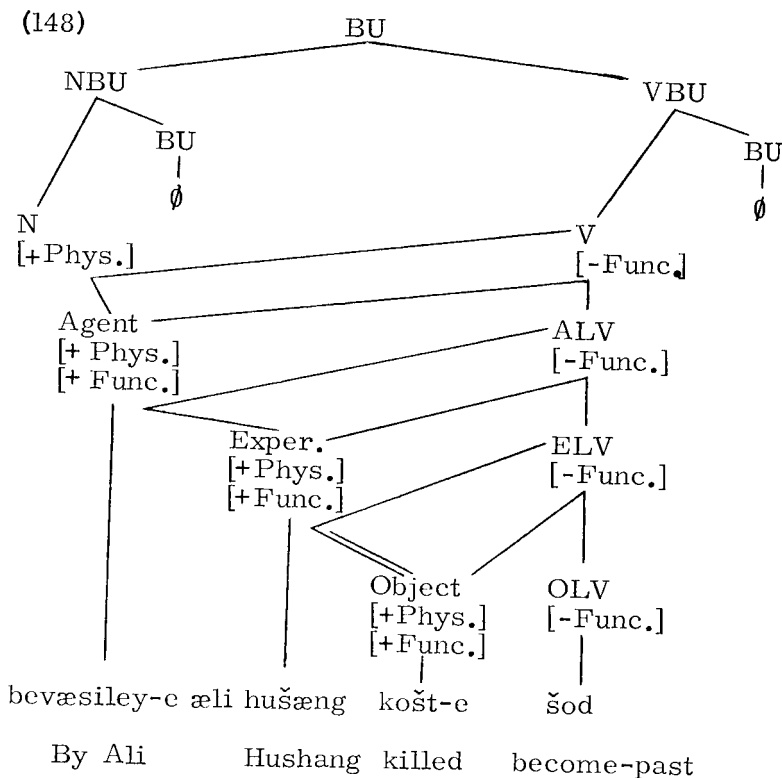 (148)
BU
NBU VBU
BU BU
∅ ∅
N V
[+Phys.] [-Func.]
Agent ALV
[+ Phys.] [-Func.]
[+ Func.]
Exper. ELV
[+Phys.] [-Func.]
[+Func.]
Object OLV
[+Phys.] [-Func.]
[+Func.]
bevæsiley-e æli hušæng košt-e šod
By Ali Hushang killed become-past